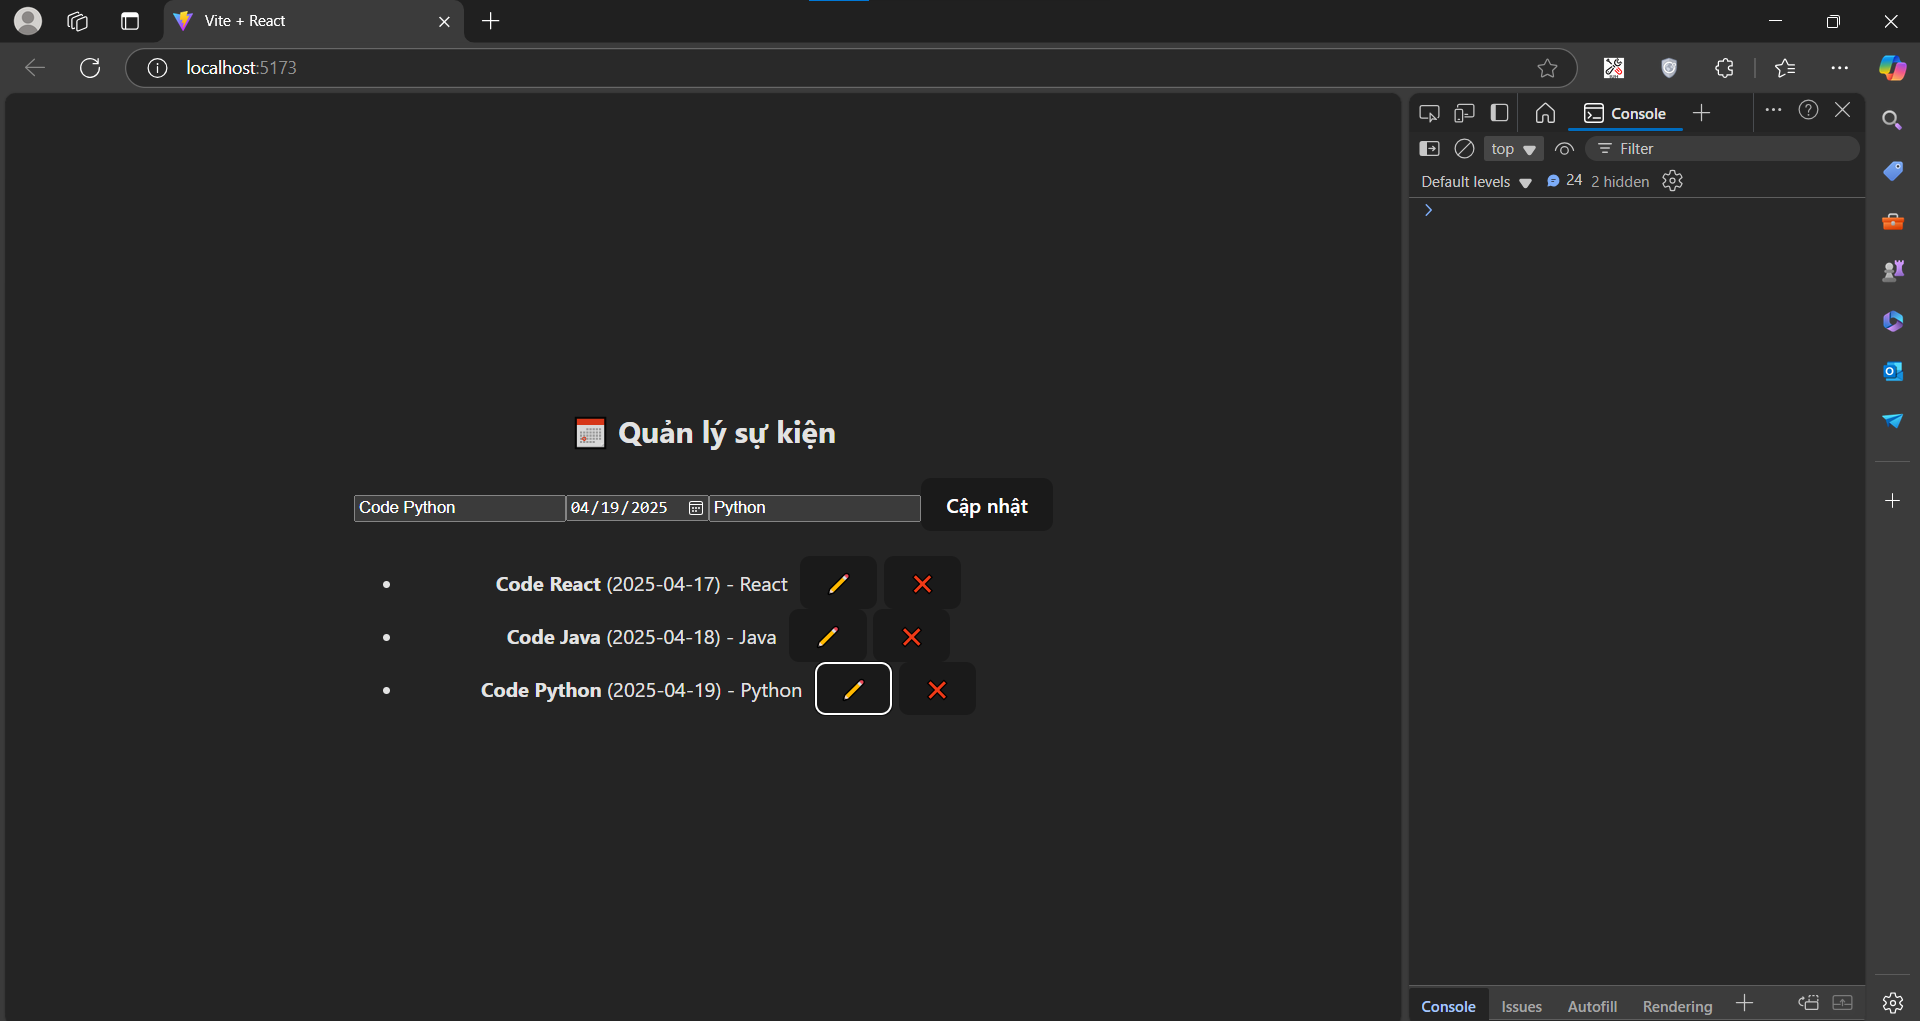 Vite + React
localhost:5173
Console
top
Filter
Default levels
24
2 hidden
Quản lý sự kiện
Code Python
04/19/2025
Python
Cập nhật
Code React (2025-04-17) - React
Code Java (2025-04-18) - Java
Code Python (2025-04-19) - Python
Console
Issues
Autofill
Rendering